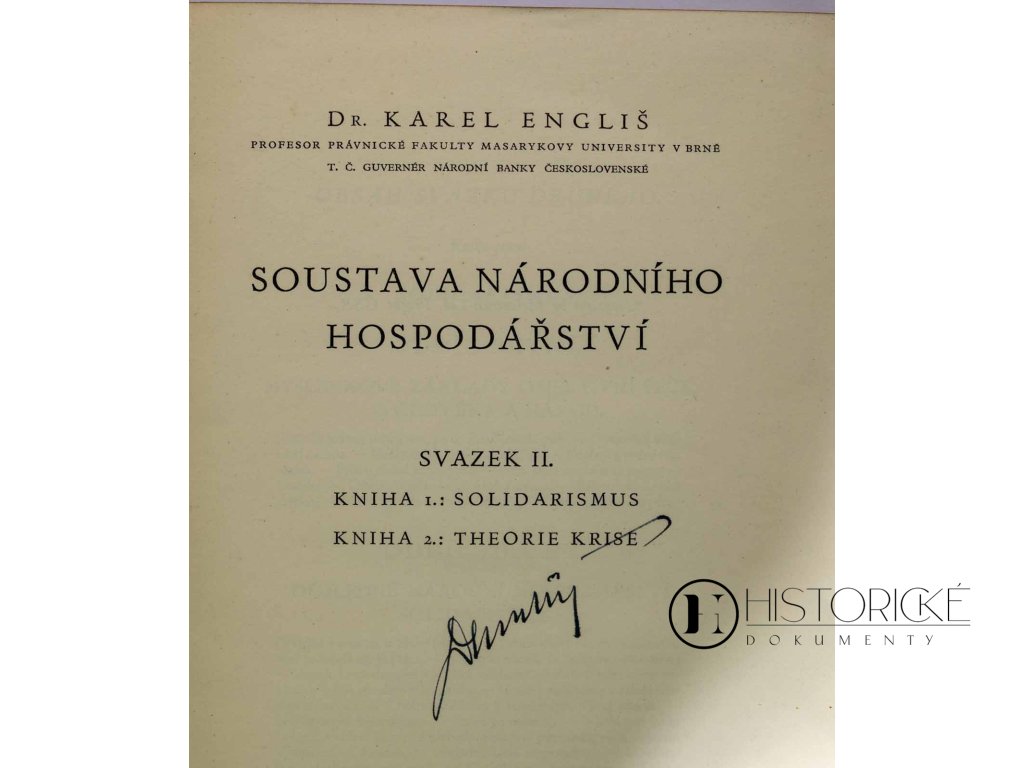 DR. KAREL ENGLIŠ
PROFESOR PRÁVNICKÉ FAKULTY MASARYKOVY UNIVERSITY V BRNĚ
T. Č. GUVERNÉR NÁRODNÍ BANKY ČESKOSLOVENSKÉ
SOUSTAVA NÁRODNÍHO
HOSPODÁŘSTVÍ
SVAZEK II.
KNIHA 1.: SOLIDARISMUS
KNIHA 2.: THEORIE KRISE
HISTORICKÉ
DOKUMENTY